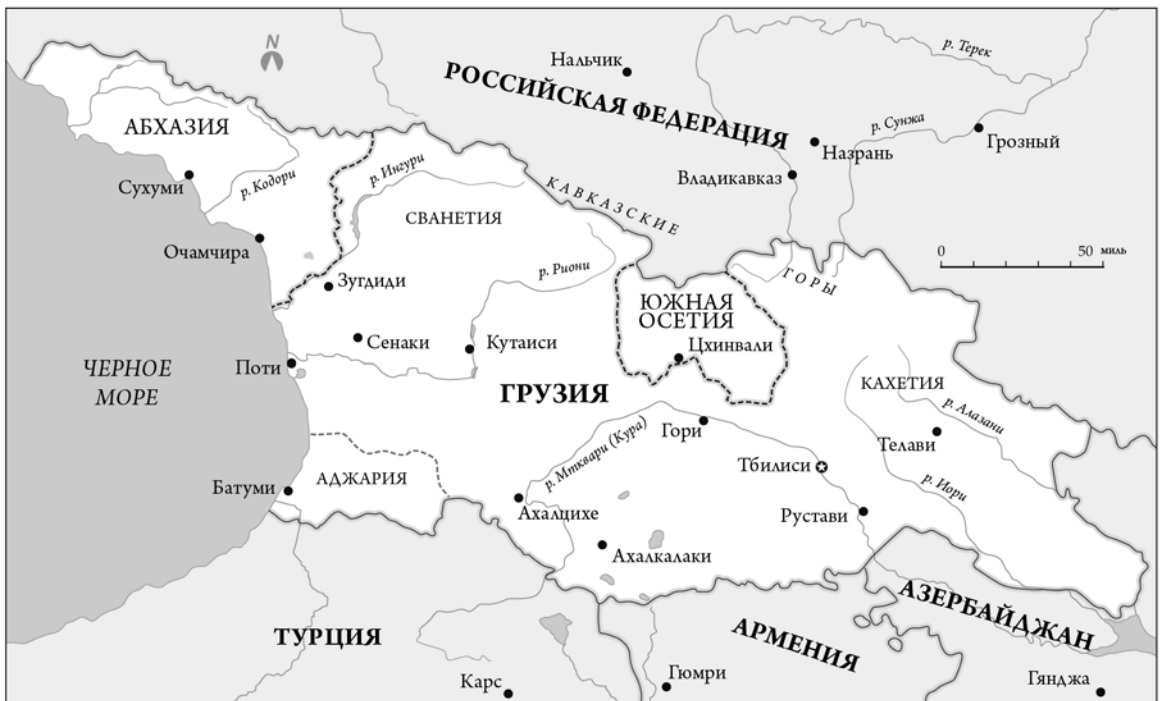 N
Нальчик
РОССИЙСКАЯ ФЕДЕРАЦИЯ
р. Терек
р. Сунжа
Грозный
Назрань
Владикавказ
АБХАЗИЯ
Сухуми
р. Кодори
р. Ингури
СВАНЕТИЯ
КАВКАЗСКИЕ
ГОРЫ
0 50 миль
Очамчира
Зугдиди
р. Риони
ЮЖНАЯ
ОСЕТИЯ
Цхинвали
Сенаки
Кутаиси
Поти
ЧЕРНОЕ
МОРЕ
ГРУЗИЯ
КАХЕТИЯ
р. Алазани
Телави
р. Иори
Гори
р. Мтквари (Кура)
Тбилиси
Рустави
АДЖАРИЯ
Батуми
Ахалцихе
Ахалкалаки
ТУРЦИЯ
АРМЕНИЯ
АЗЕРБАЙДЖАН
Карс
Гюмри
Гянджа